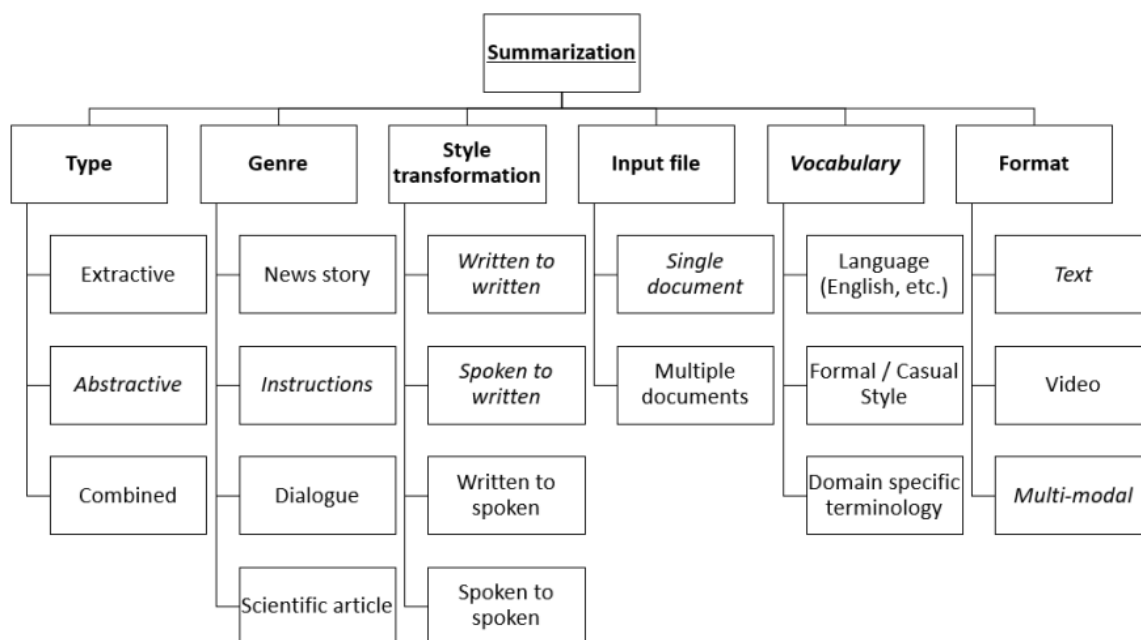 Summarization
Type
Genre
Style
transformation
Input file
Vocabulary
Format
Extractive
News story
Written to
written
Single
document
Language
(English, etc.)
Text
Abstractive
Instructions
Spoken to
written
Multiple
documents
Formal / Casual
Style
Video
Combined
Dialogue
Written to
spoken
Domain specific
terminology
Multi-modal
Scientific article
Spoken to
spoken